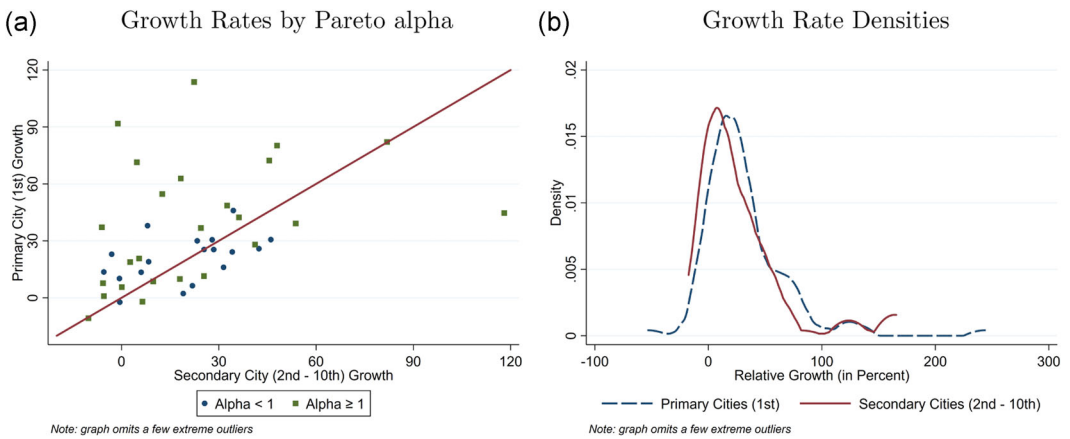 (a)
Growth Rates by Pareto alpha
Primary City (1st) Growth
120
90
60
30
0
0
30
60
90
120
Secondary City (2nd - 10th) Growth
Alpha < 1
Alpha ≥ 1
Note: graph omits a few extreme outliers
(b)
Growth Rate Densities
Density
.02
.015
.01
.005
0
-100
0
100
200
300
Relative Growth (in Percent)
Primary Cities (1st)
Secondary Cities (2nd - 10th)
Note: graph omits a few extreme outliers